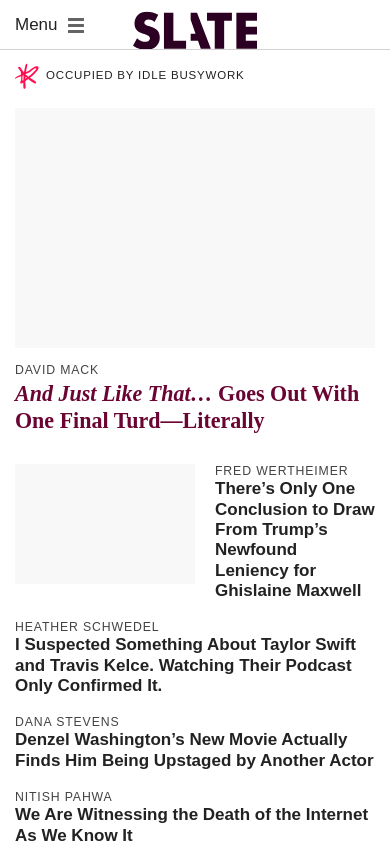 Menu
SLATE
OCCUPIED BY IDLE BUSYWORK
DAVID MACK
And Just Like That… Goes Out With
One Final Turd—Literally
FRED WERTHEIMER
There’s Only One
Conclusion to Draw
From Trump’s
Newfound
Leniency for
Ghislaine Maxwell
HEATHER SCHWEDEL
I Suspected Something About Taylor Swift
and Travis Kelce. Watching Their Podcast
Only Confirmed It.
DANA STEVENS
Denzel Washington’s New Movie Actually
Finds Him Being Upstaged by Another Actor
NITISH PAHWA
We Are Witnessing the Death of the Internet
As We Know It